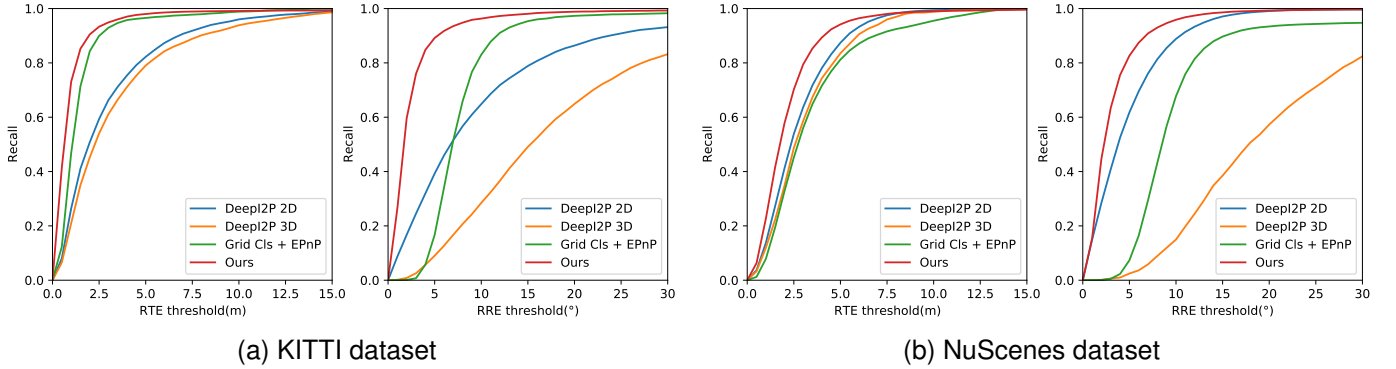 1.0
0.8
0.6
0.4
0.2
0.0
Recall
0.0 2.5 5.0 7.5 10.0 12.5 15.0
RTE threshold(m)
DeepI2P 2D
DeepI2P 3D
Grid Cls + EPnP
Ours
1.0
0.8
0.6
0.4
0.2
0.0
Recall
0 5 10 15 20 25 30
RRE threshold(°)
DeepI2P 2D
DeepI2P 3D
Grid Cls + EPnP
Ours
(a) KITTI dataset
1.0
0.8
0.6
0.4
0.2
0.0
Recall
0.0 2.5 5.0 7.5 10.0 12.5 15.0
RTE threshold(m)
DeepI2P 2D
DeepI2P 3D
Grid Cls + EPnP
Ours
1.0
0.8
0.6
0.4
0.2
0.0
Recall
0 5 10 15 20 25 30
RRE threshold(°)
DeepI2P 2D
DeepI2P 3D
Grid Cls + EPnP
Ours
(b) NuScenes dataset